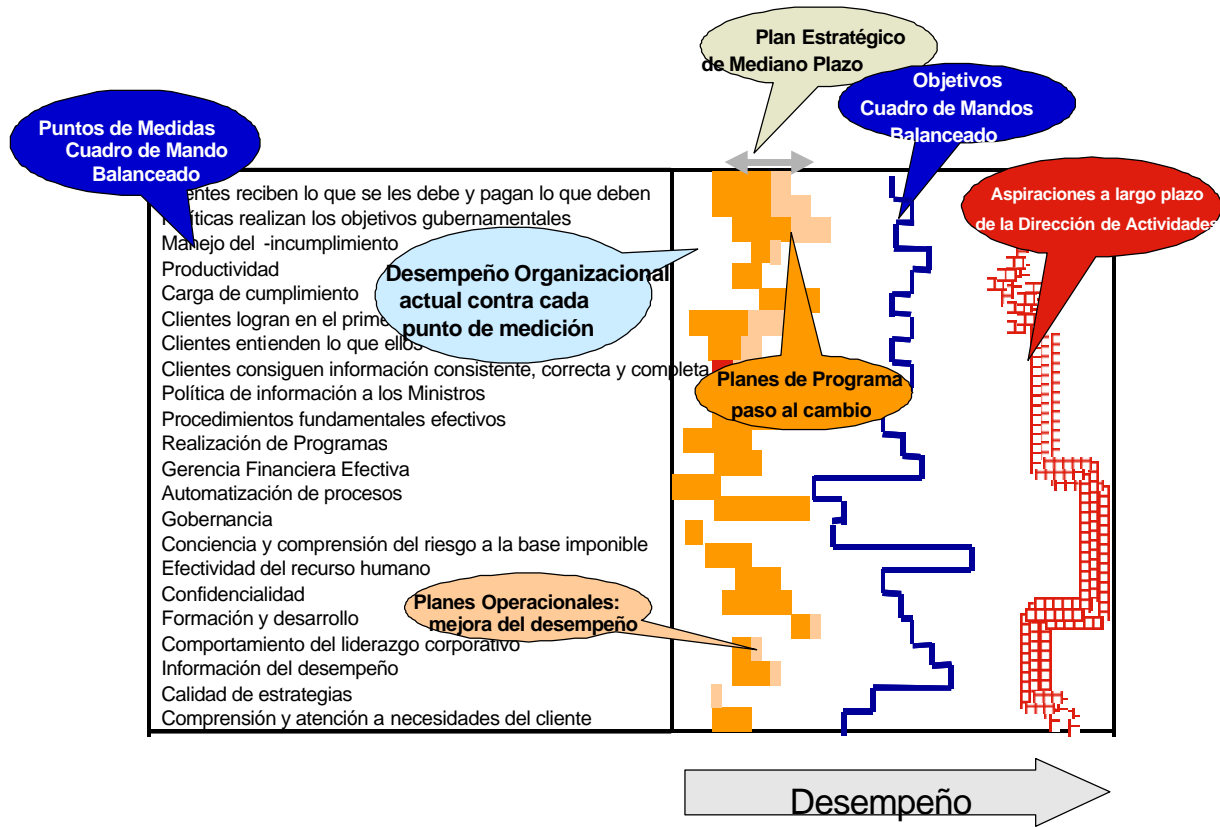 Plan Estratégico
de Mediano Plazo
Objetivos
Cuadro de Mandos
Balanceado
Puntos de Medidas
Cuadro de Mando
Balanceado
Aspiraciones a largo plazo
de la Dirección de Actividades
reciben lo que se les debe y pagan lo que deben
realizan los objetivos gubernamentales
Manejo del -incumplimiento
Productividad
Carga de cumplimiento
Clientes logran en el
Clientes entienden lo que
Clientes consiguen información consistente, correcta y completa
Política de información a los Ministros
Procedimientos fundamentales efectivos
Realización de Programas
Gerencia Financiera Efectiva
Automatización de procesos
Gobernancia
Conciencia y comprensión del riesgo a la base imponible
Efectividad del recurso humano
Confidencialidad
Formación y desarrollo
Comportamiento del liderazgo corporativo
Información del desempeño
Calidad de estrategias
Comprensión y atención a necesidades del cliente
Desempeño Organizacional
actual contra cada
punto de medición
Planes de Programa
paso al cambio
Planes Operacionales:
mejora del desempeño
Desempeño